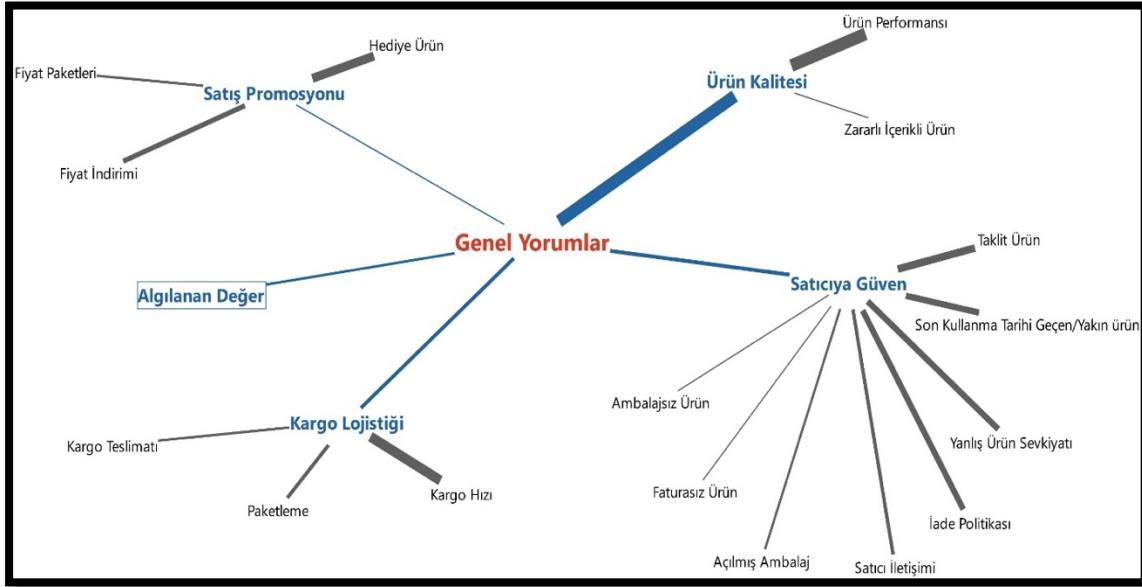 Ürün Performansı
Hediye Ürün
Fiyat Paketleri
Satış Promosyonu
Ürün Kalitesi
Zararlı İçerikli Ürün
Fiyat İndirimi
Genel Yorumlar
Taklit Ürün
Satıcıya Güven
Algılanan Değer
Son Kullanma Tarihi Geçen/Yakın ürün
Ambalajsız Ürün
Kargo Lojistiği
Kargo Teslimatı
Yanlış Ürün Sevkiyatı
Kargo Hızı
Faturasız Ürün
Paketleme
İade Politikası
Açılmış Ambalaj
Satıcı İletişimi